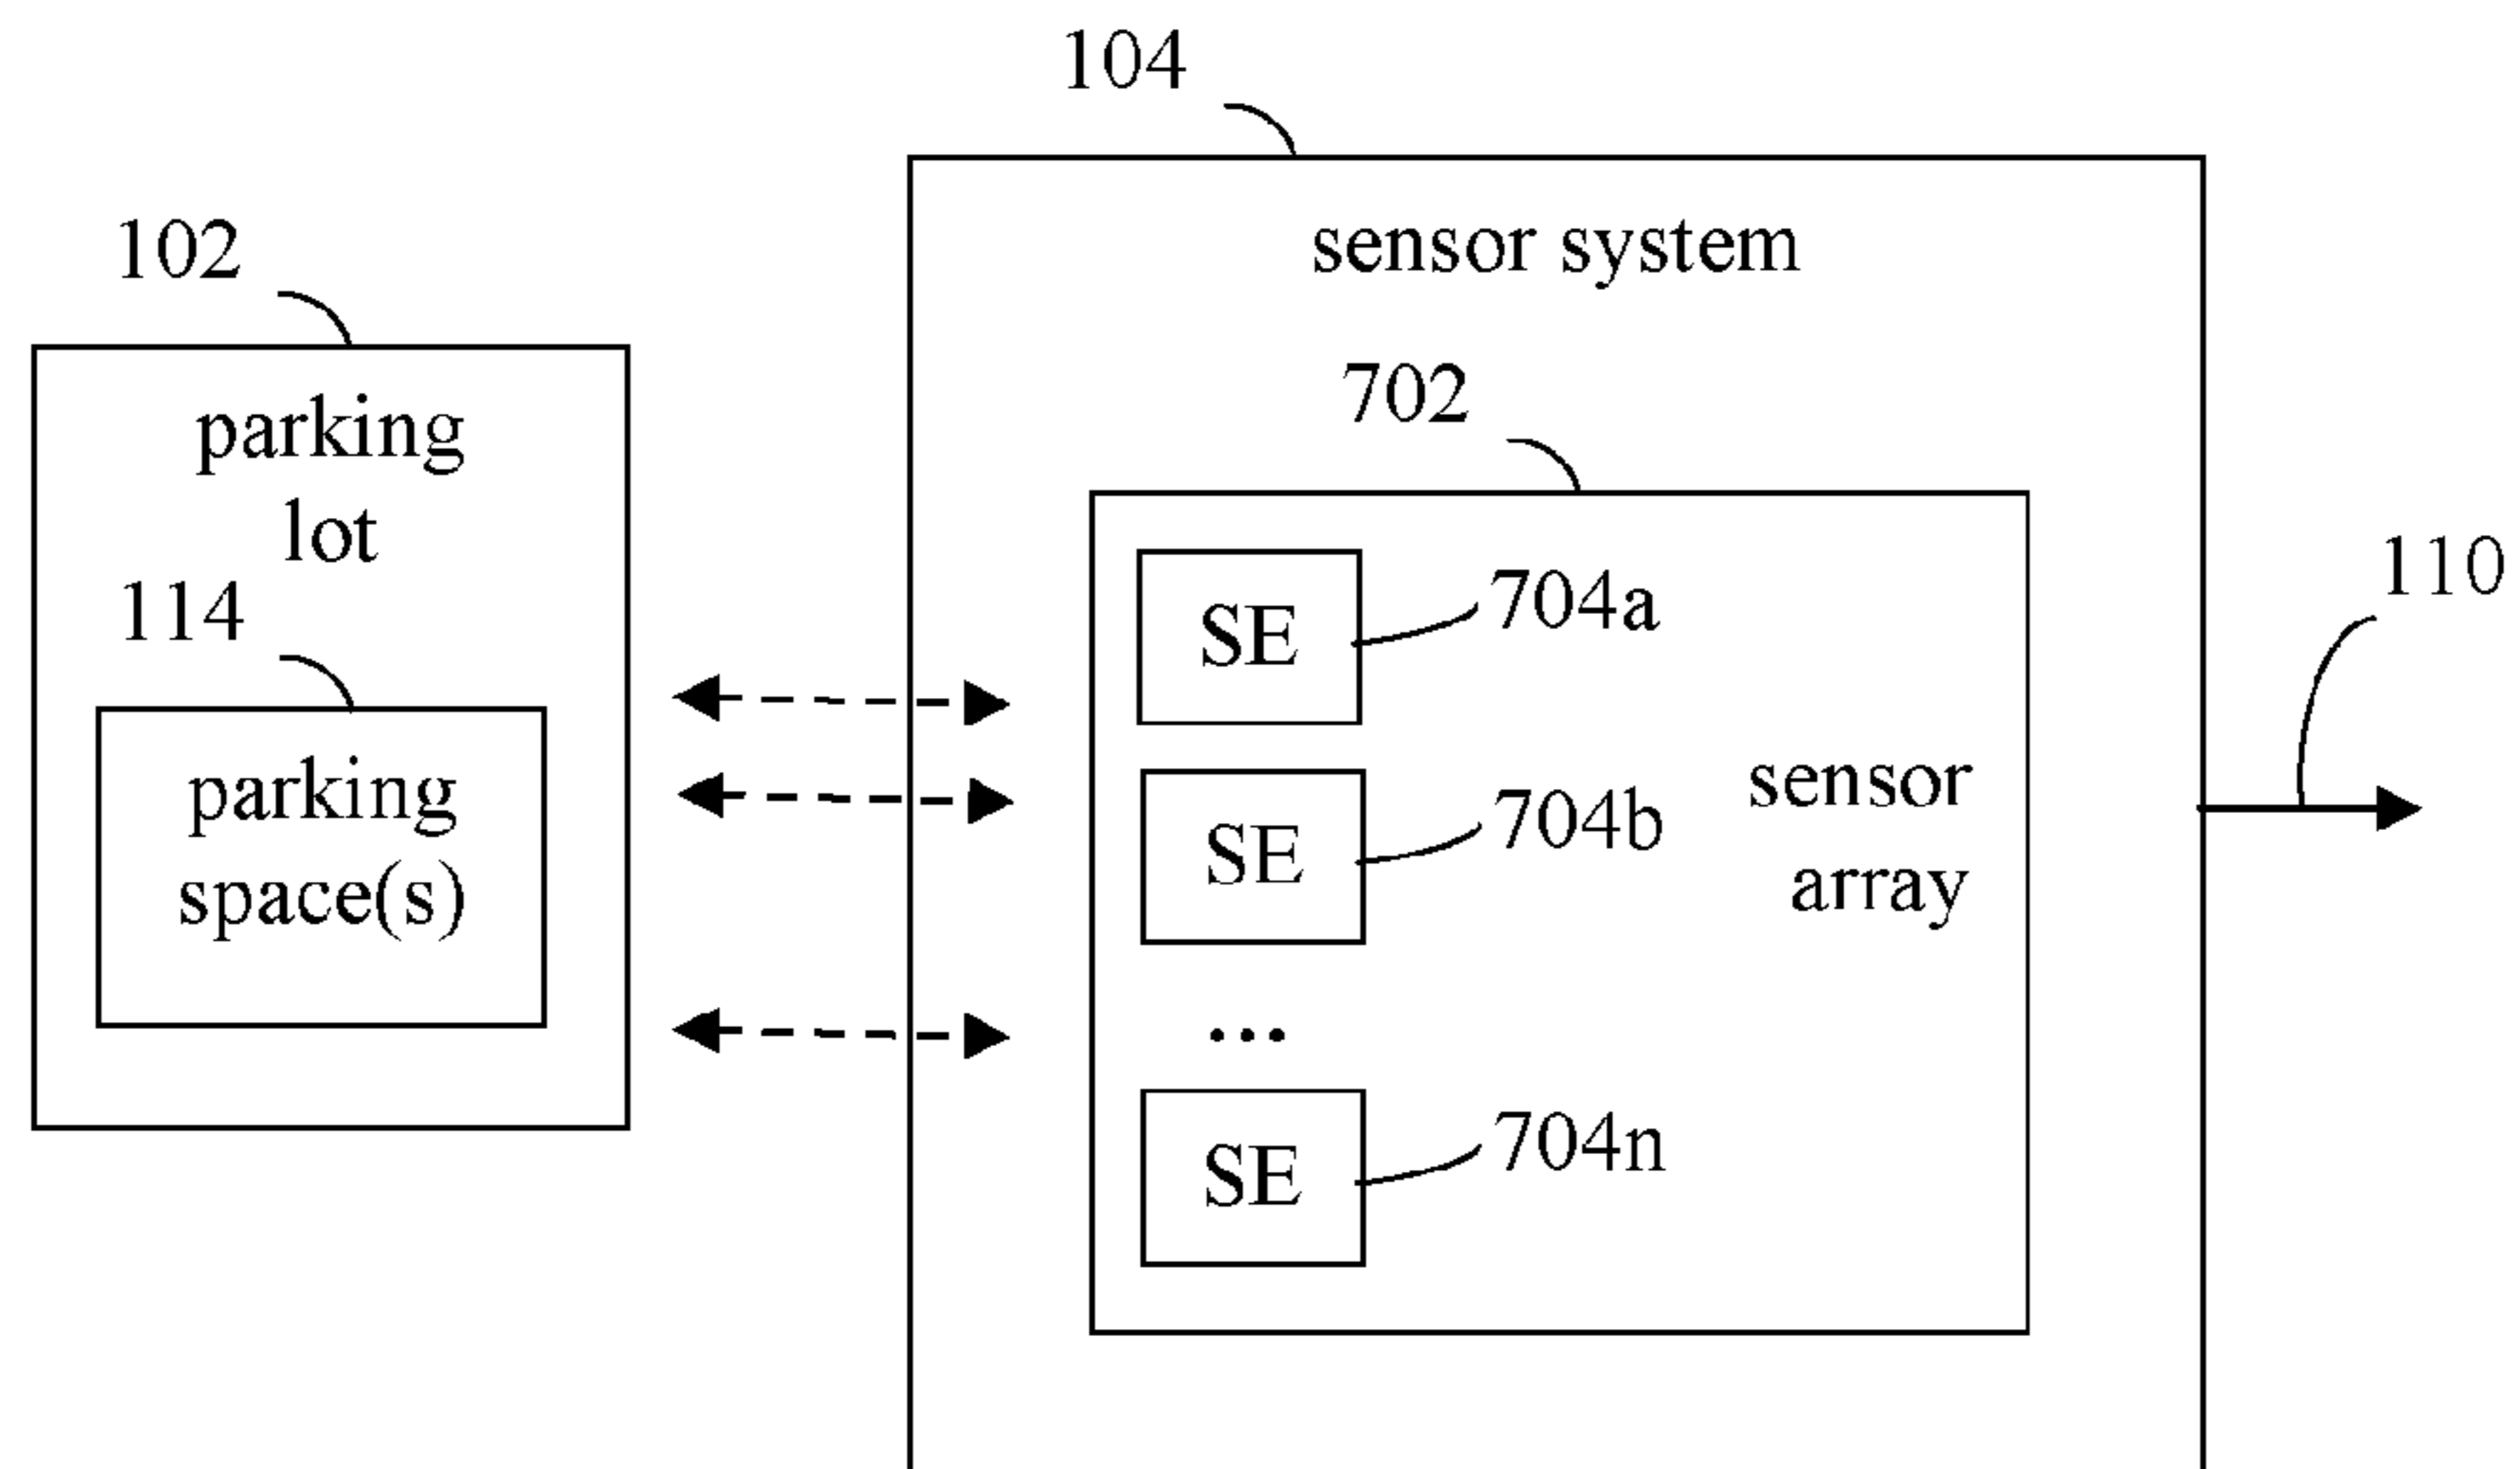 104
sensor system
102
parking
lot
114
parking
space(s)
702
SE
704a
SE
704b
sensor
array
...
SE
704n
110